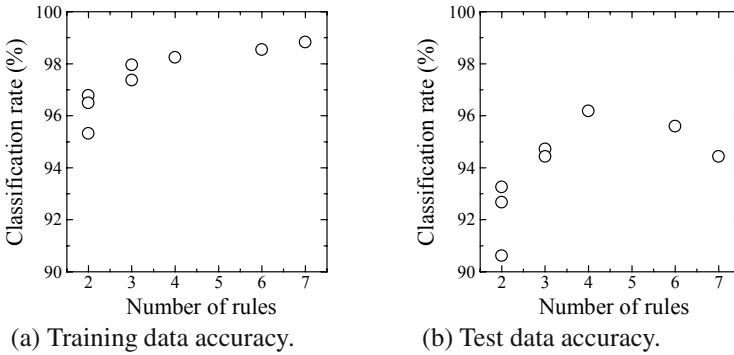 100
98
96
94
92
90
Classification rate (%)
2 3 4 5 6 7
Number of rules
(a) Training data accuracy.
100
98
96
94
92
90
Classification rate (%)
2 3 4 5 6 7
Number of rules
(b) Test data accuracy.